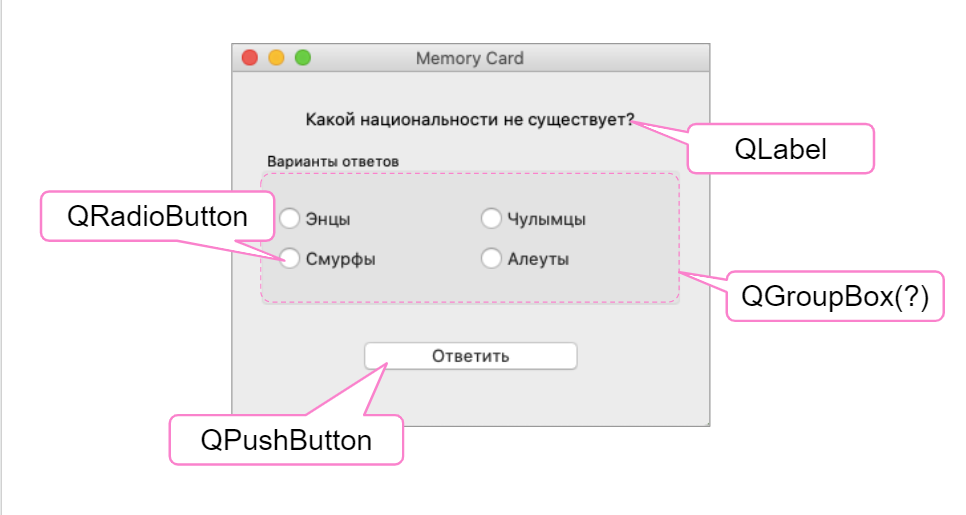 Memory Card
Какой национальности не существует?
QLabel
Варианты ответов
QRadioButton
Энцы
Чулымцы
Смурфы
Алеуты
QGroupBox(?)
Ответить
QPushButton